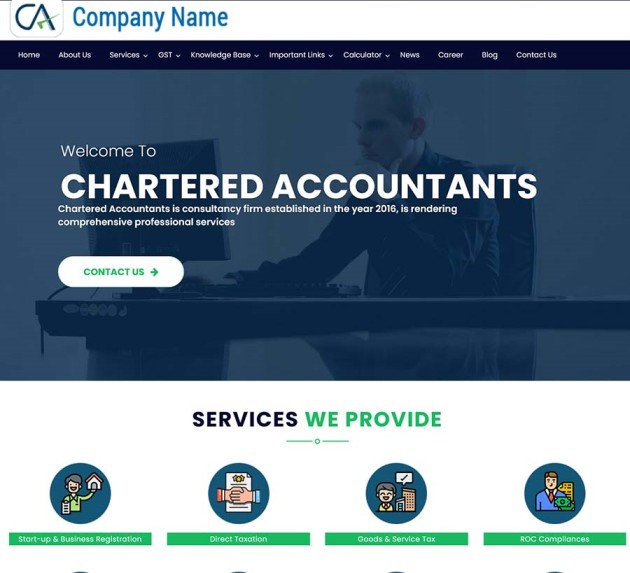 CA Company Name
Home About Us Services GST Knowledge Base Important Links Calculator News Career Blog Contact Us
Welcome To
CHARTERED ACCOUNTANTS
Chartered Accountants is consultancy firm established in the year 2016, is rendering
comprehensive professional services
CONTACT US
SERVICES WE PROVIDE
Start-up & Business Registration
Direct Taxation
Goods & Service Tax
ROC Compliances